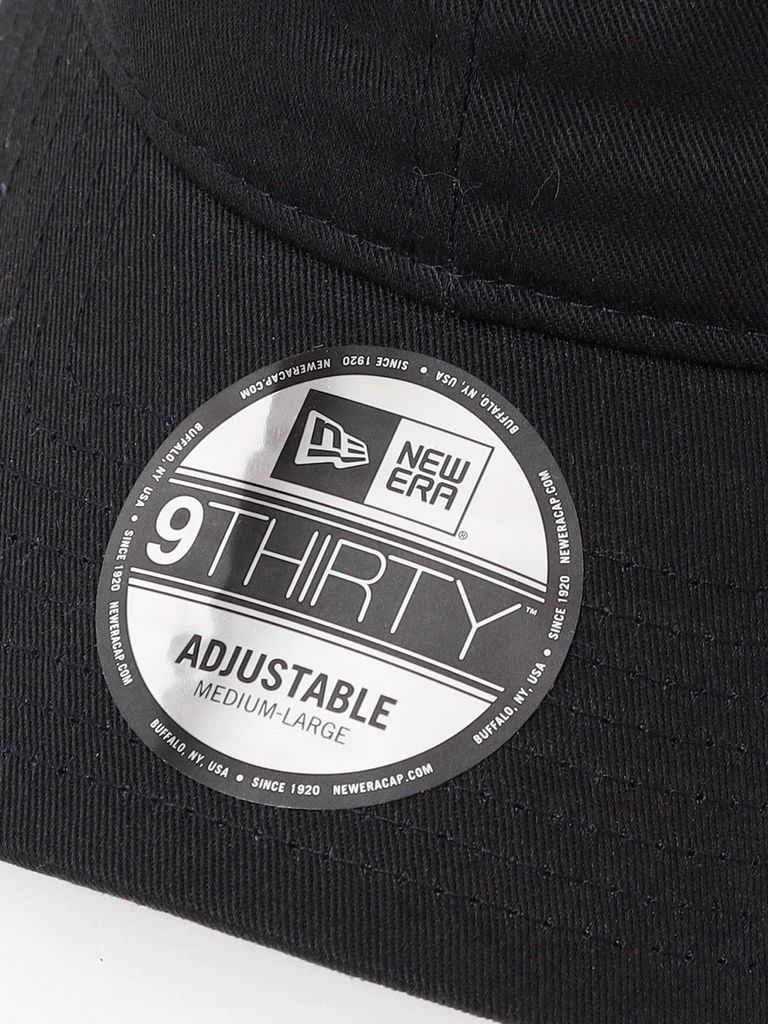 NEW
ERA
®
9THIRTY™
ADJUSTABLE
MEDIUM-LARGE
BUFFALO, NY, USA • SINCE 1920 NEWERACAP.COM
BUFFALO, NY, USA • SINCE 1920 NEWERACAP.COM
BUFFALO, NY, USA • SINCE 1920 NEWERACAP.COM
BUFFALO, NY USA • SINCE 1920 NEWERACAP.COM